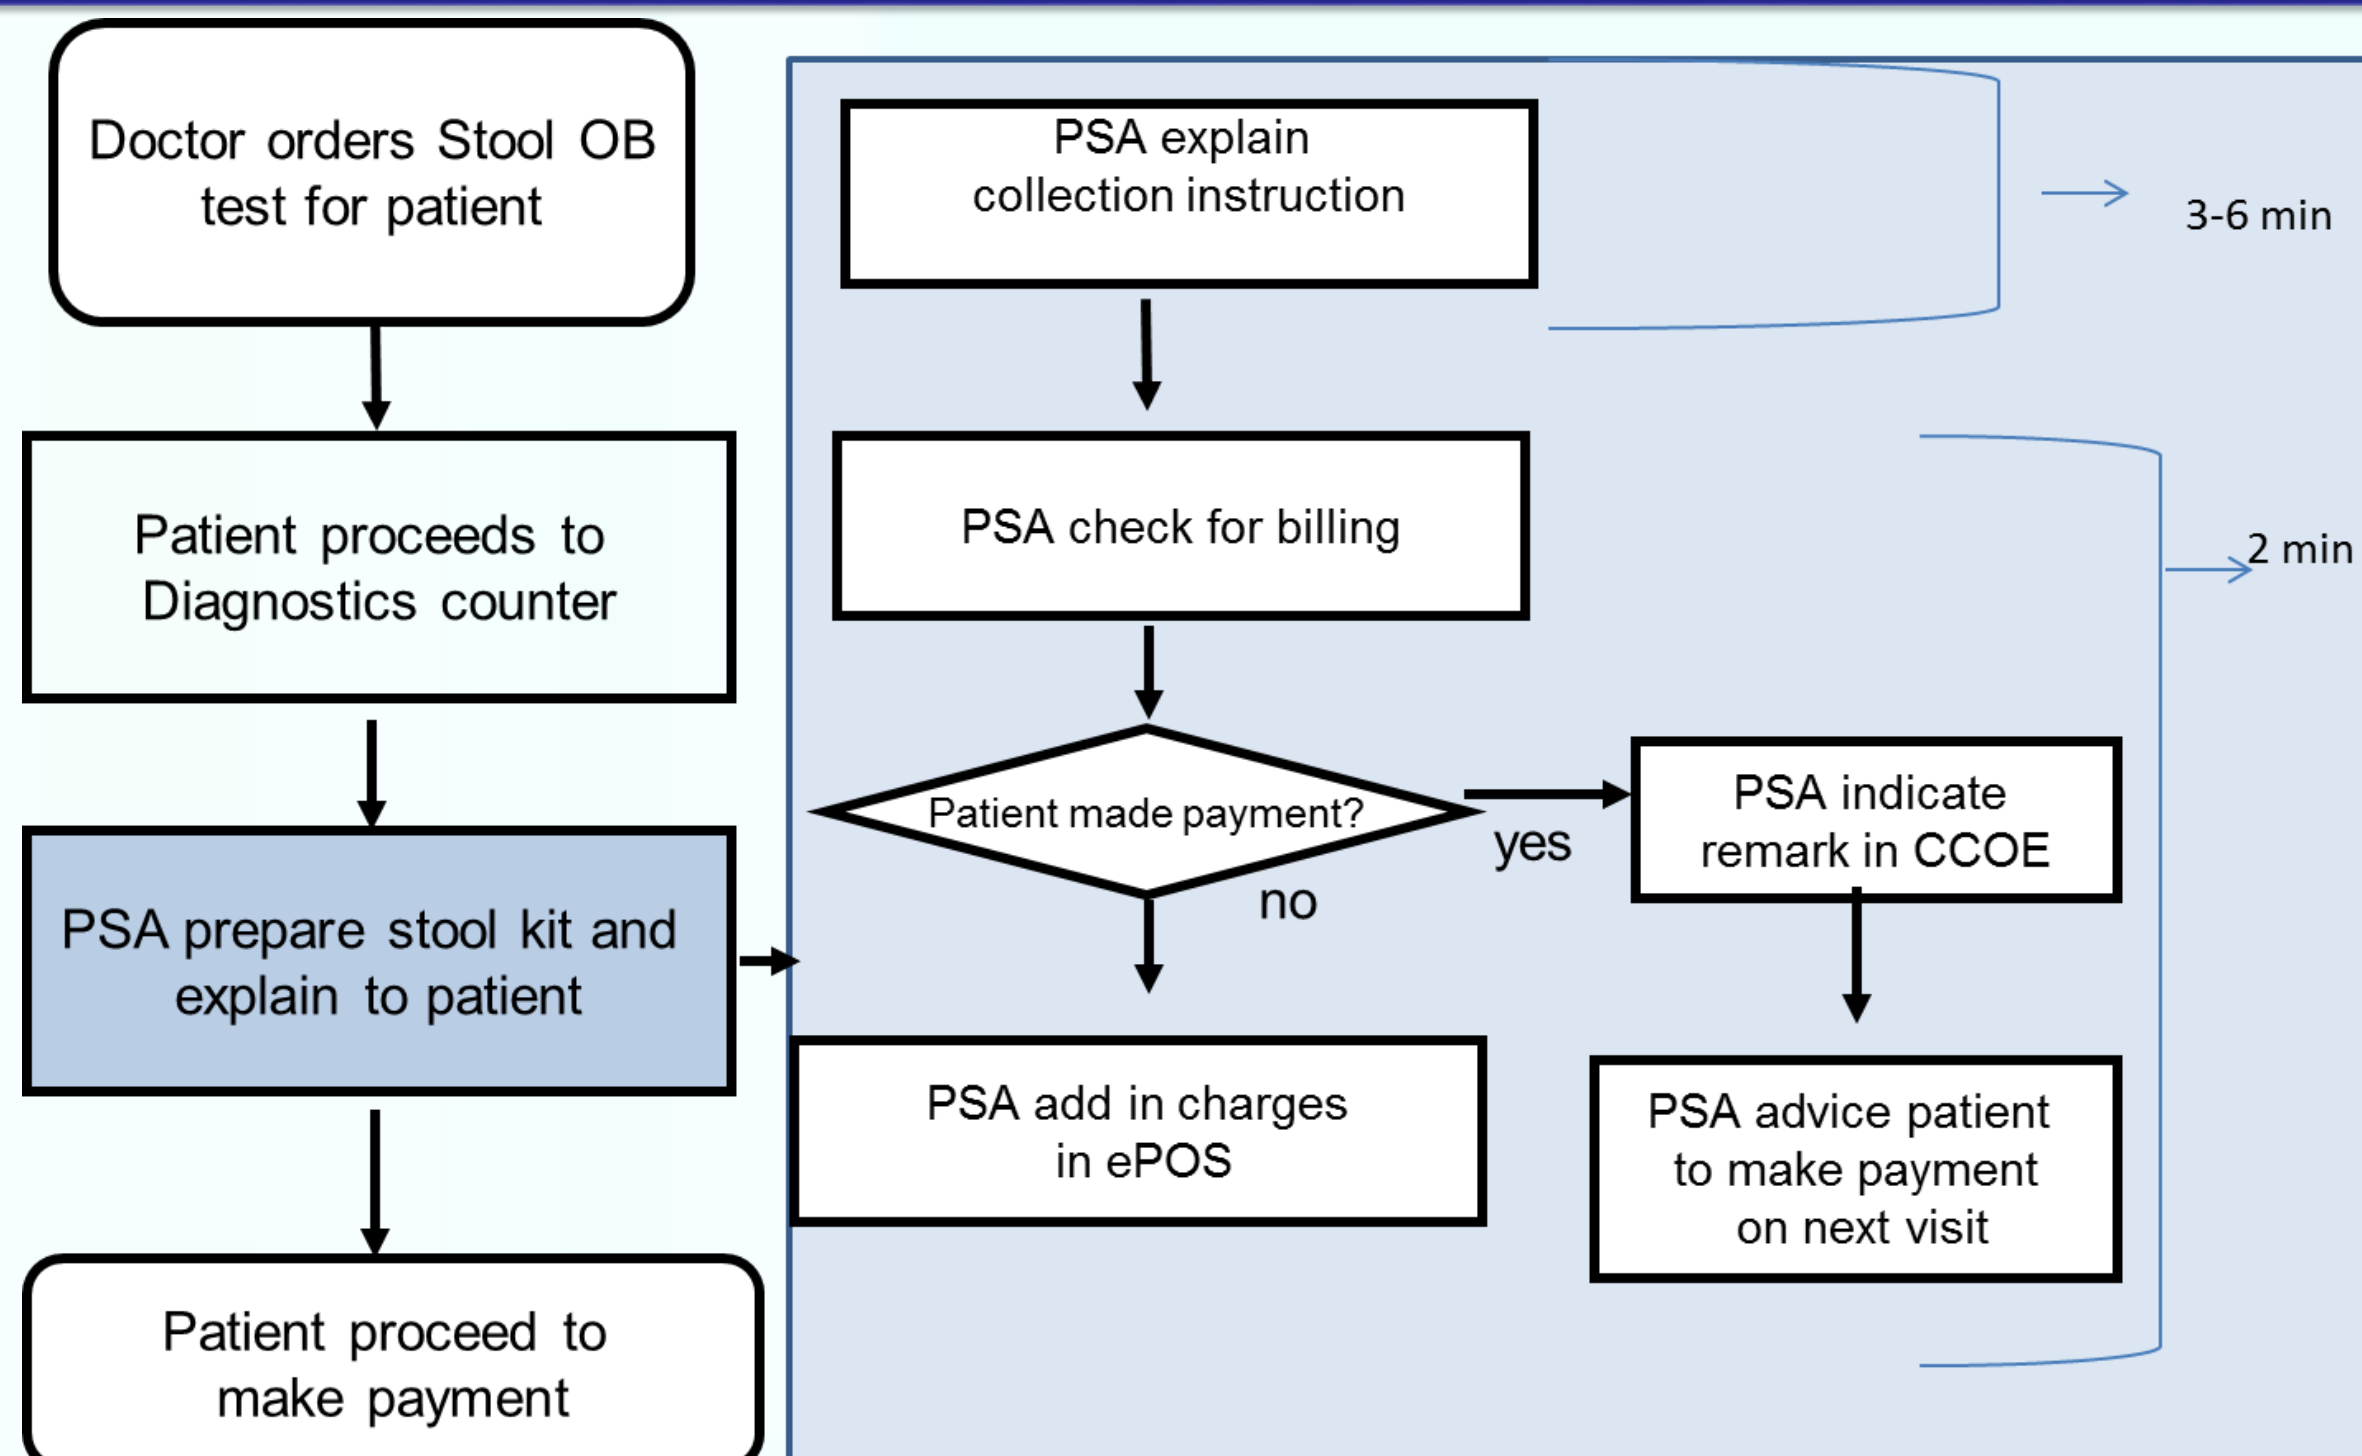 Doctor orders Stool OB
test for patient
Patient proceeds to
Diagnostics counter
PSA prepare stool kit and
explain to patient
Patient proceed to
make payment
PSA explain
collection instruction
3-6 min
PSA check for billing
2 min
Patient made payment?
yes
no
PSA indicate
remark in CCOE
PSA add in charges
in ePOS
PSA advice patient
to make payment
on next visit